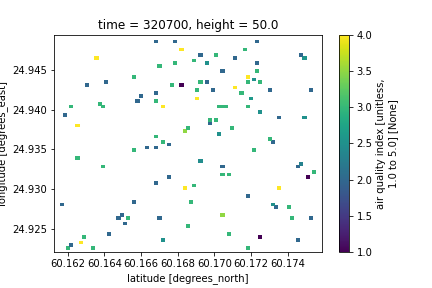 time = 320700, height = 50.0
4.0
3.5
3.0
2.5
2.0
1.5
1.0
air quality index [unitless,
1.0 to 5.0] [None]
24.945
24.940
24.935
24.930
24.925
longitude [degrees_east]
60.162 60.164 60.166 60.168 60.170 60.172 60.174
latitude [degrees_north]